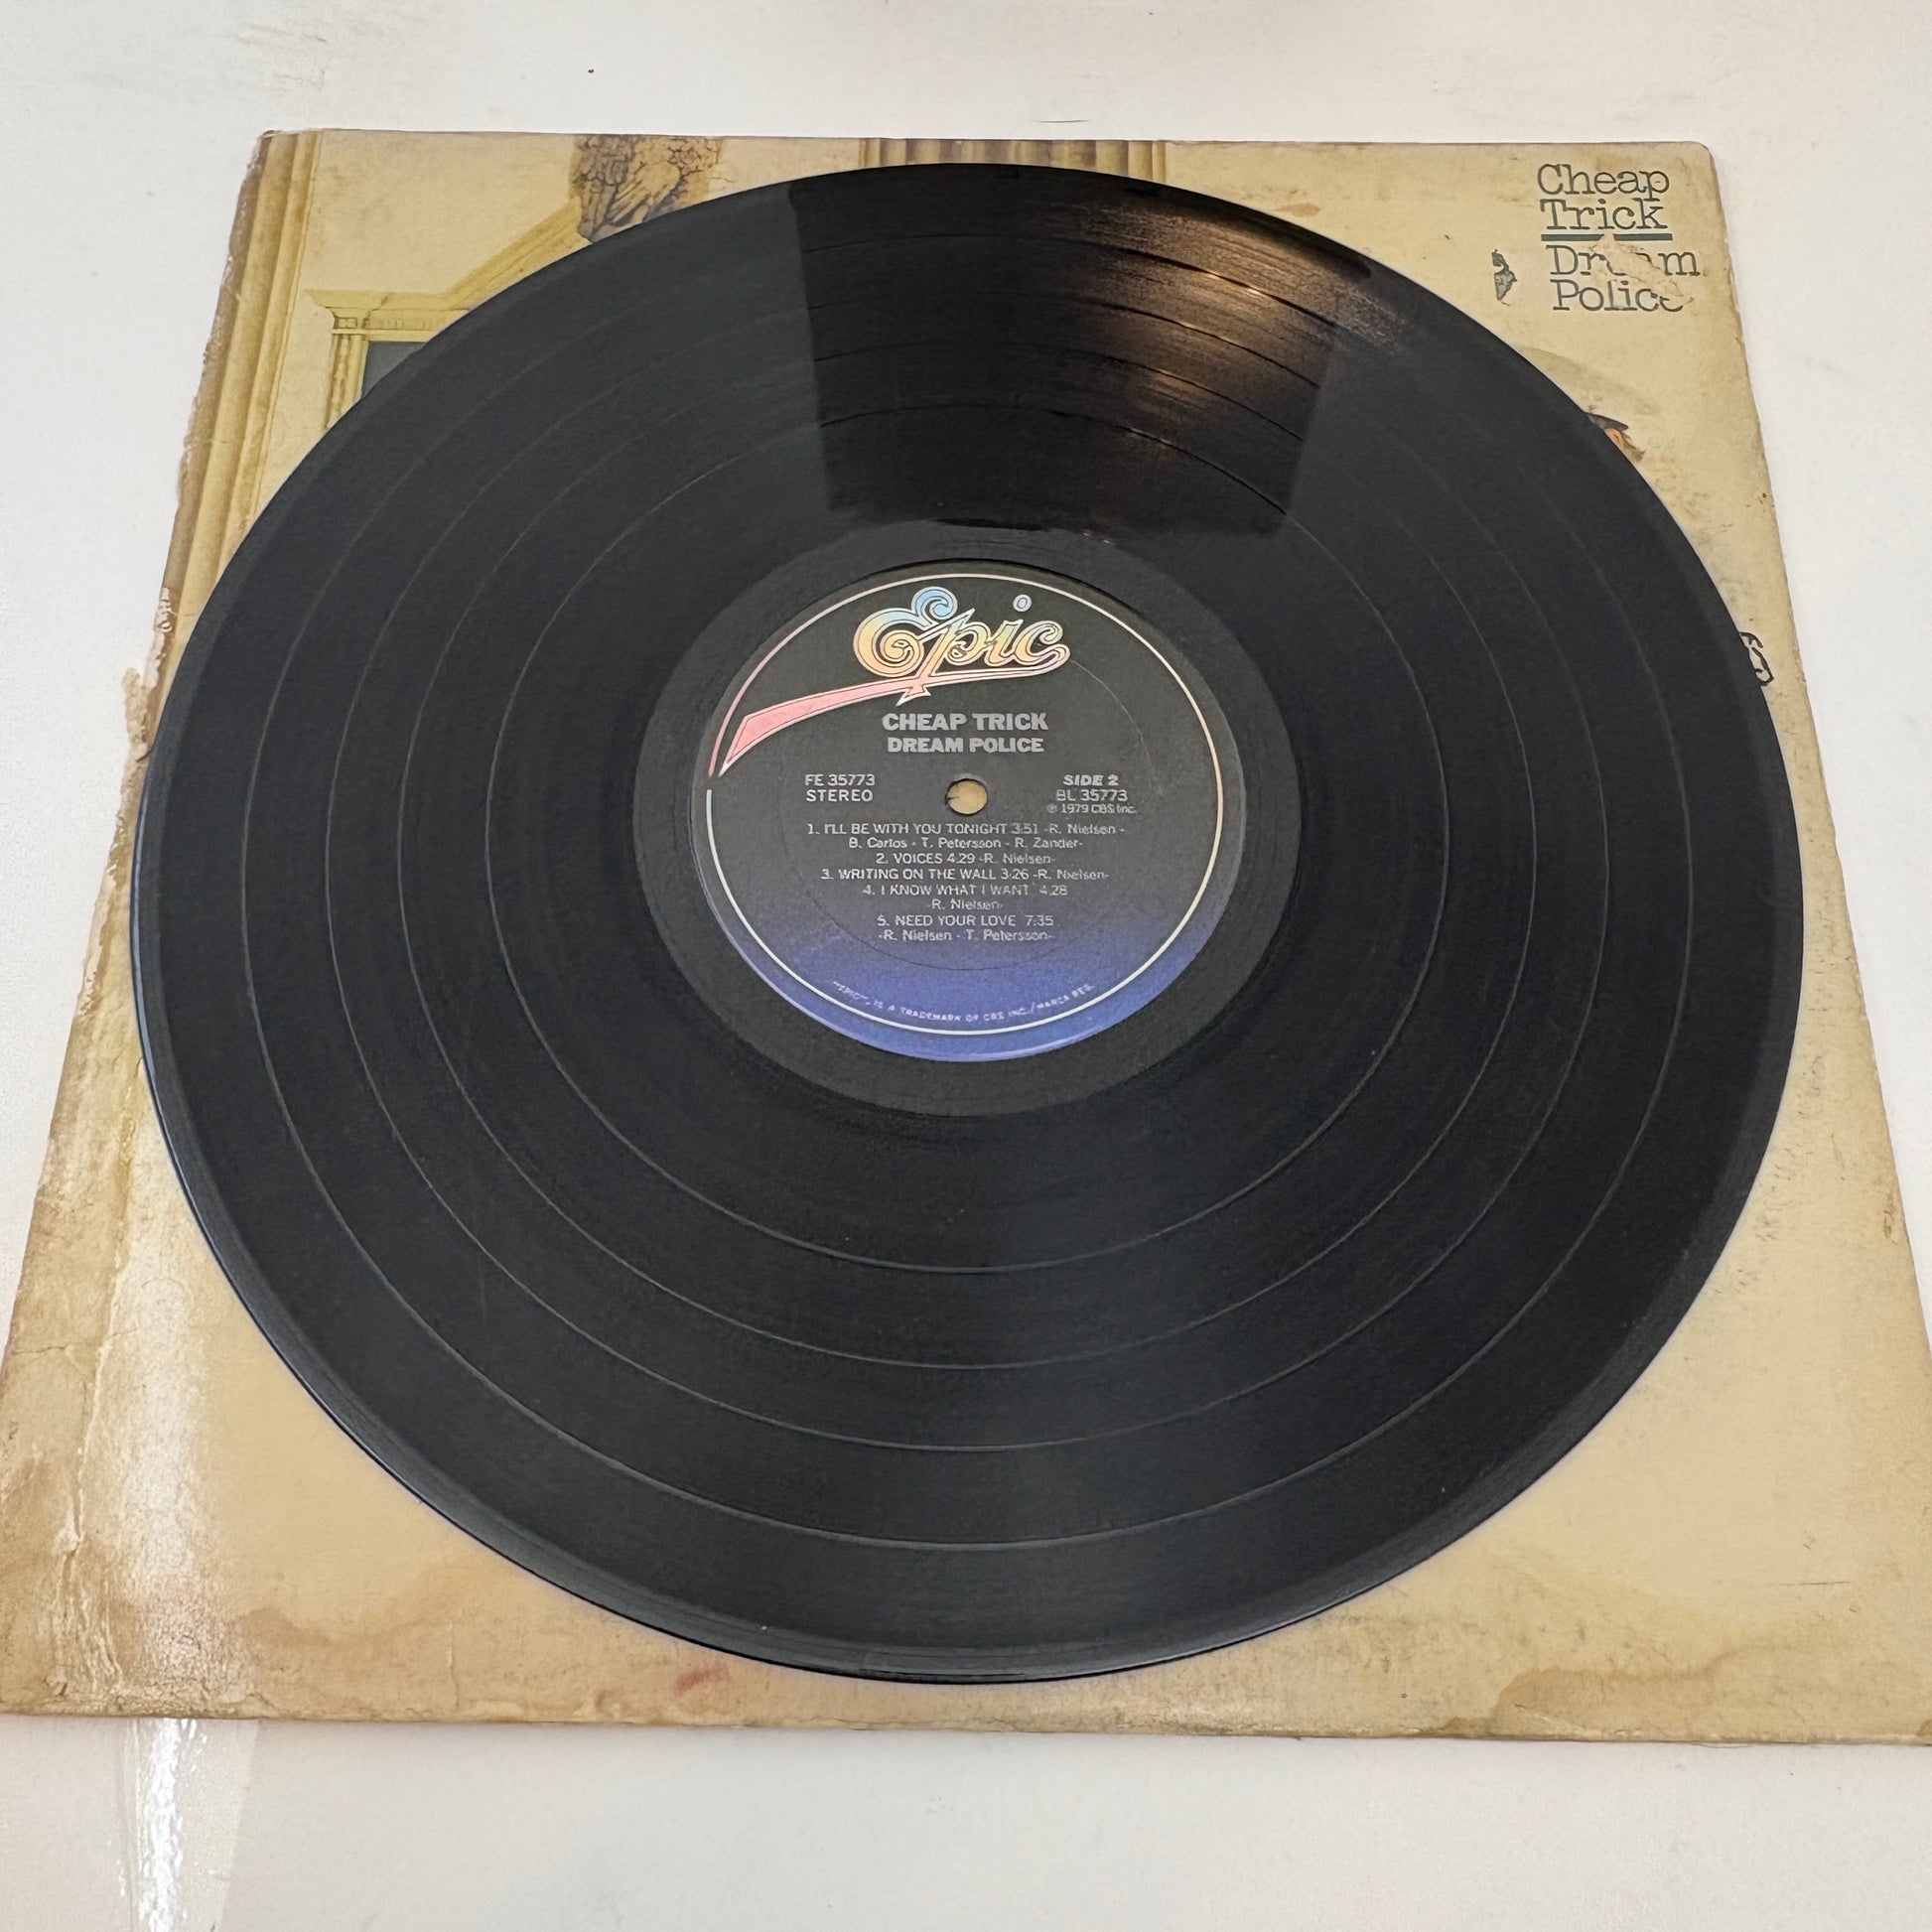 Cheap
Trick
Dream
Police
Epic
CHEAP TRICK
DREAM POLICE
FE 35773
STEREO
SIDE 2
BL 35773
℗ 1979 CBS Inc.
1. I'LL BE WITH YOU TONIGHT 3:51 -R. Nielsen -
B. Carlos - T. Petersson - R. Zander-
2. VOICES 4:29 -R. Nielsen-
3. WRITING ON THE WALL 3:26 -R. Nielsen-
4. I KNOW WHAT I WANT 4:28
-R. Nielsen-
5. NEED YOUR LOVE 7:35
-R. Nielsen - T. Petersson-
"EPIC", IS A TRADEMARK OF CBS INC./MARCA REG.